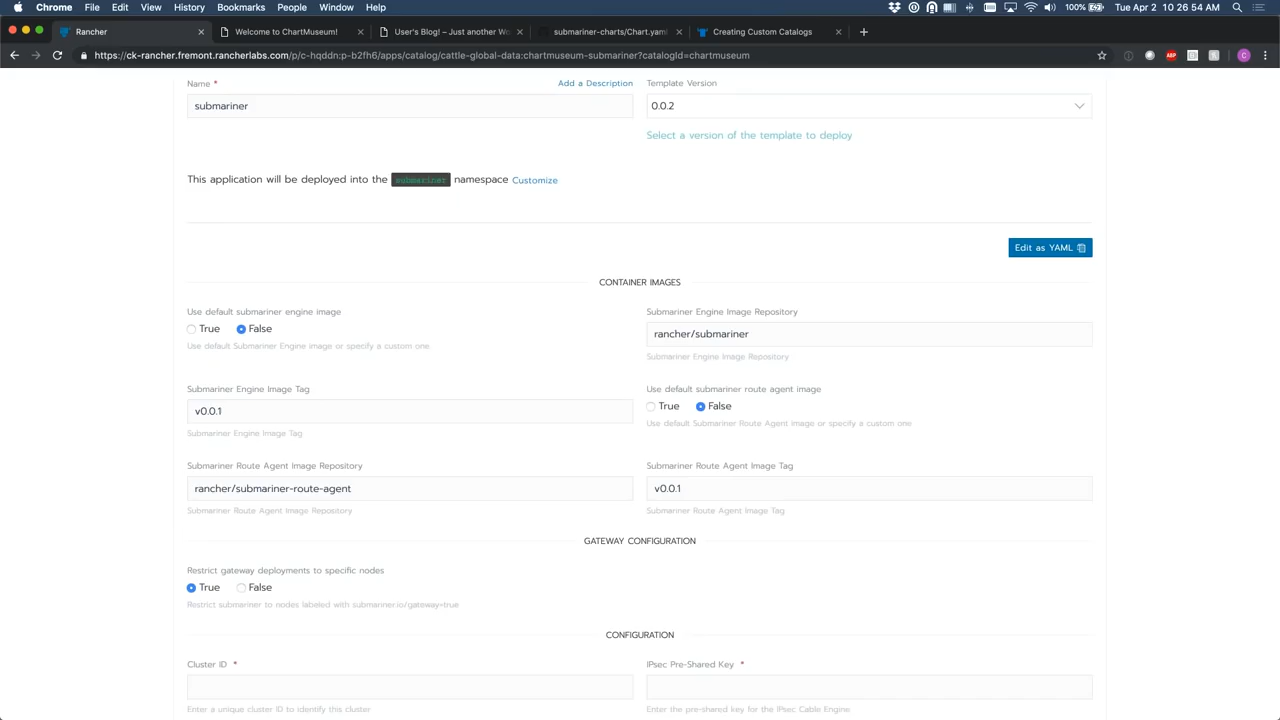 Chrome File Edit View History Bookmarks People Window Help Tue Apr 2 10:26:54 AM
Rancher Welcome to ChartMuseum! User's Blog! – Just another Wo submariner-charts/Chart.yaml Creating Custom Catalogs
https://ck-rancher.fremont.rancherlabs.com/p/c-hqddn:p-b2fh6/apps/catalog/cattle-global-data:chartmuseum-submariner?catalogId=chartmuseum
Name * Add a Description Template Version
submariner 0.0.2
Select a version of the template to deploy
This application will be deployed into the submariner namespace Customize
Edit as YAML
CONTAINER IMAGES
Use default submariner engine image Submariner Engine Image Repository
True False rancher/submariner
Use default Submariner Engine image or specify a custom one. Submariner Engine Image Repository
Submariner Engine Image Tag Use default submariner route agent image
v0.0.1 True False
Submariner Engine Image Tag Use default Submariner Route Agent image or specify a custom one
Submariner Route Agent Image Repository Submariner Route Agent Image Tag
rancher/submariner-route-agent v0.0.1
Submariner Route Agent Image Repository Submariner Route Agent Image Tag
GATEWAY CONFIGURATION
Restrict gateway deployments to specific nodes
True False
Restrict submariner to nodes labeled with submariner.io/gateway=true
CONFIGURATION
Cluster ID * IPsec Pre-Shared Key *
Enter a unique cluster ID to identify this cluster Enter the pre-shared key for the IPsec Cable Engine